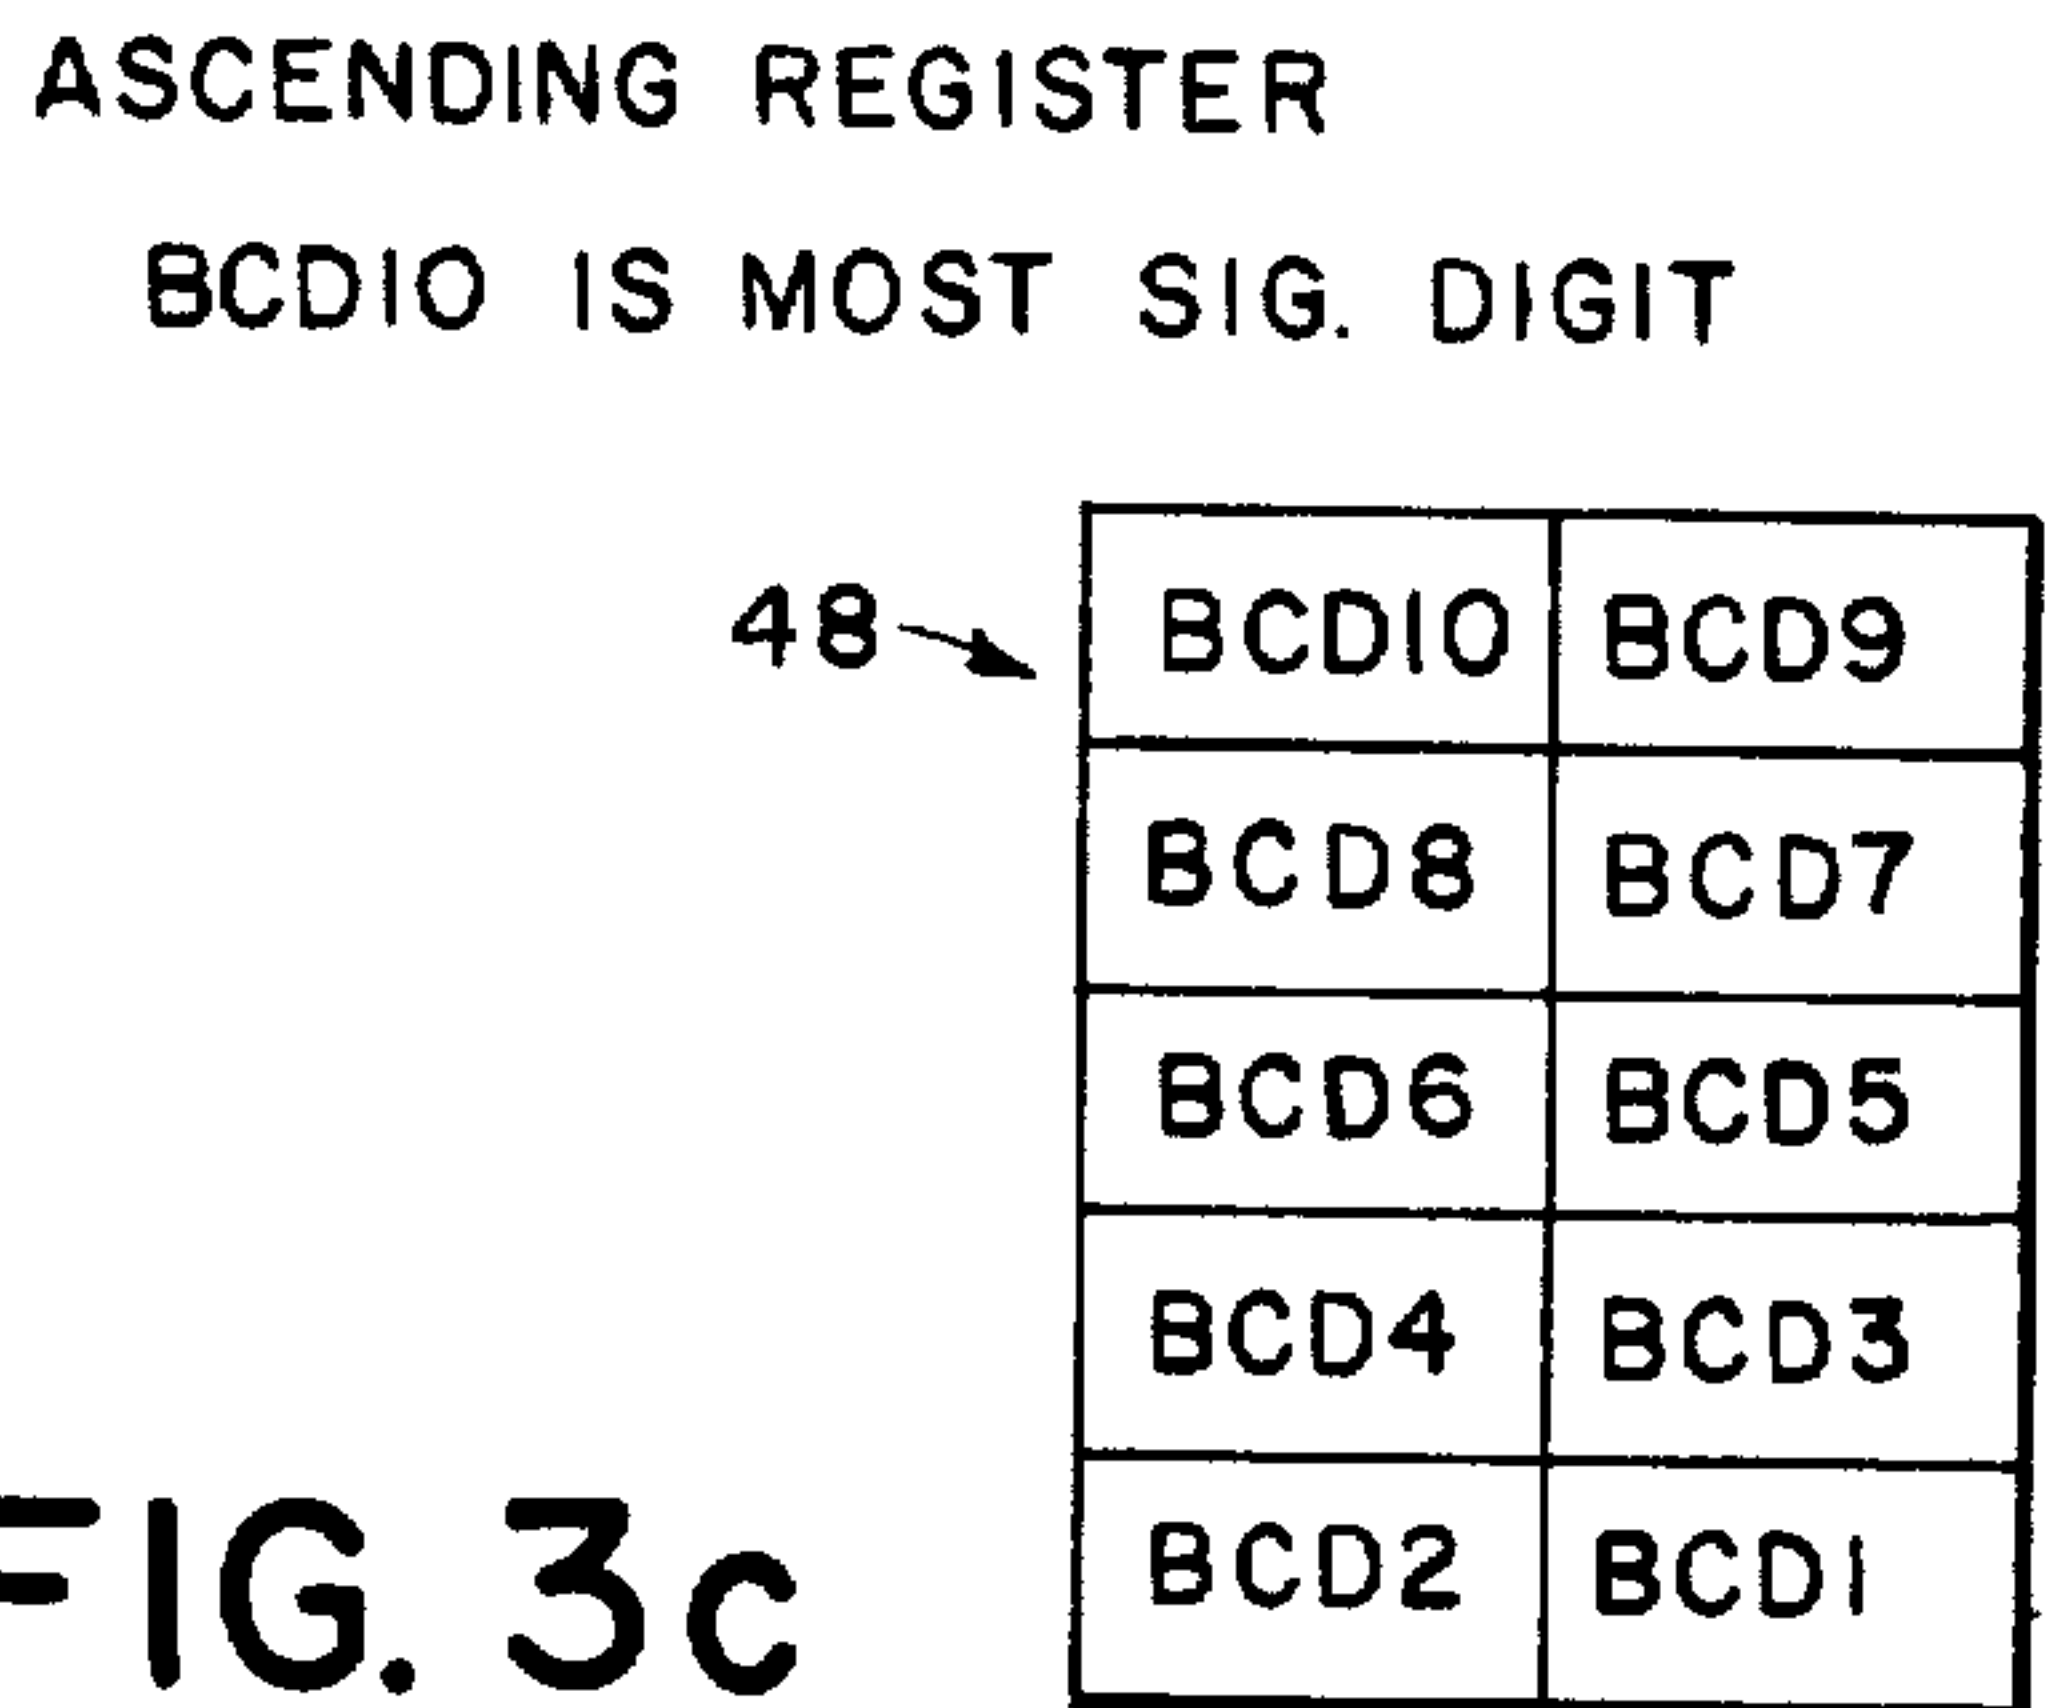 ASCENDING REGISTER
BCD10 IS MOST SIG. DIGIT
48 BCD10 BCD9
BCD8 BCD7
BCD6 BCD5
BCD4 BCD3
BCD2 BCD1
FIG. 3c